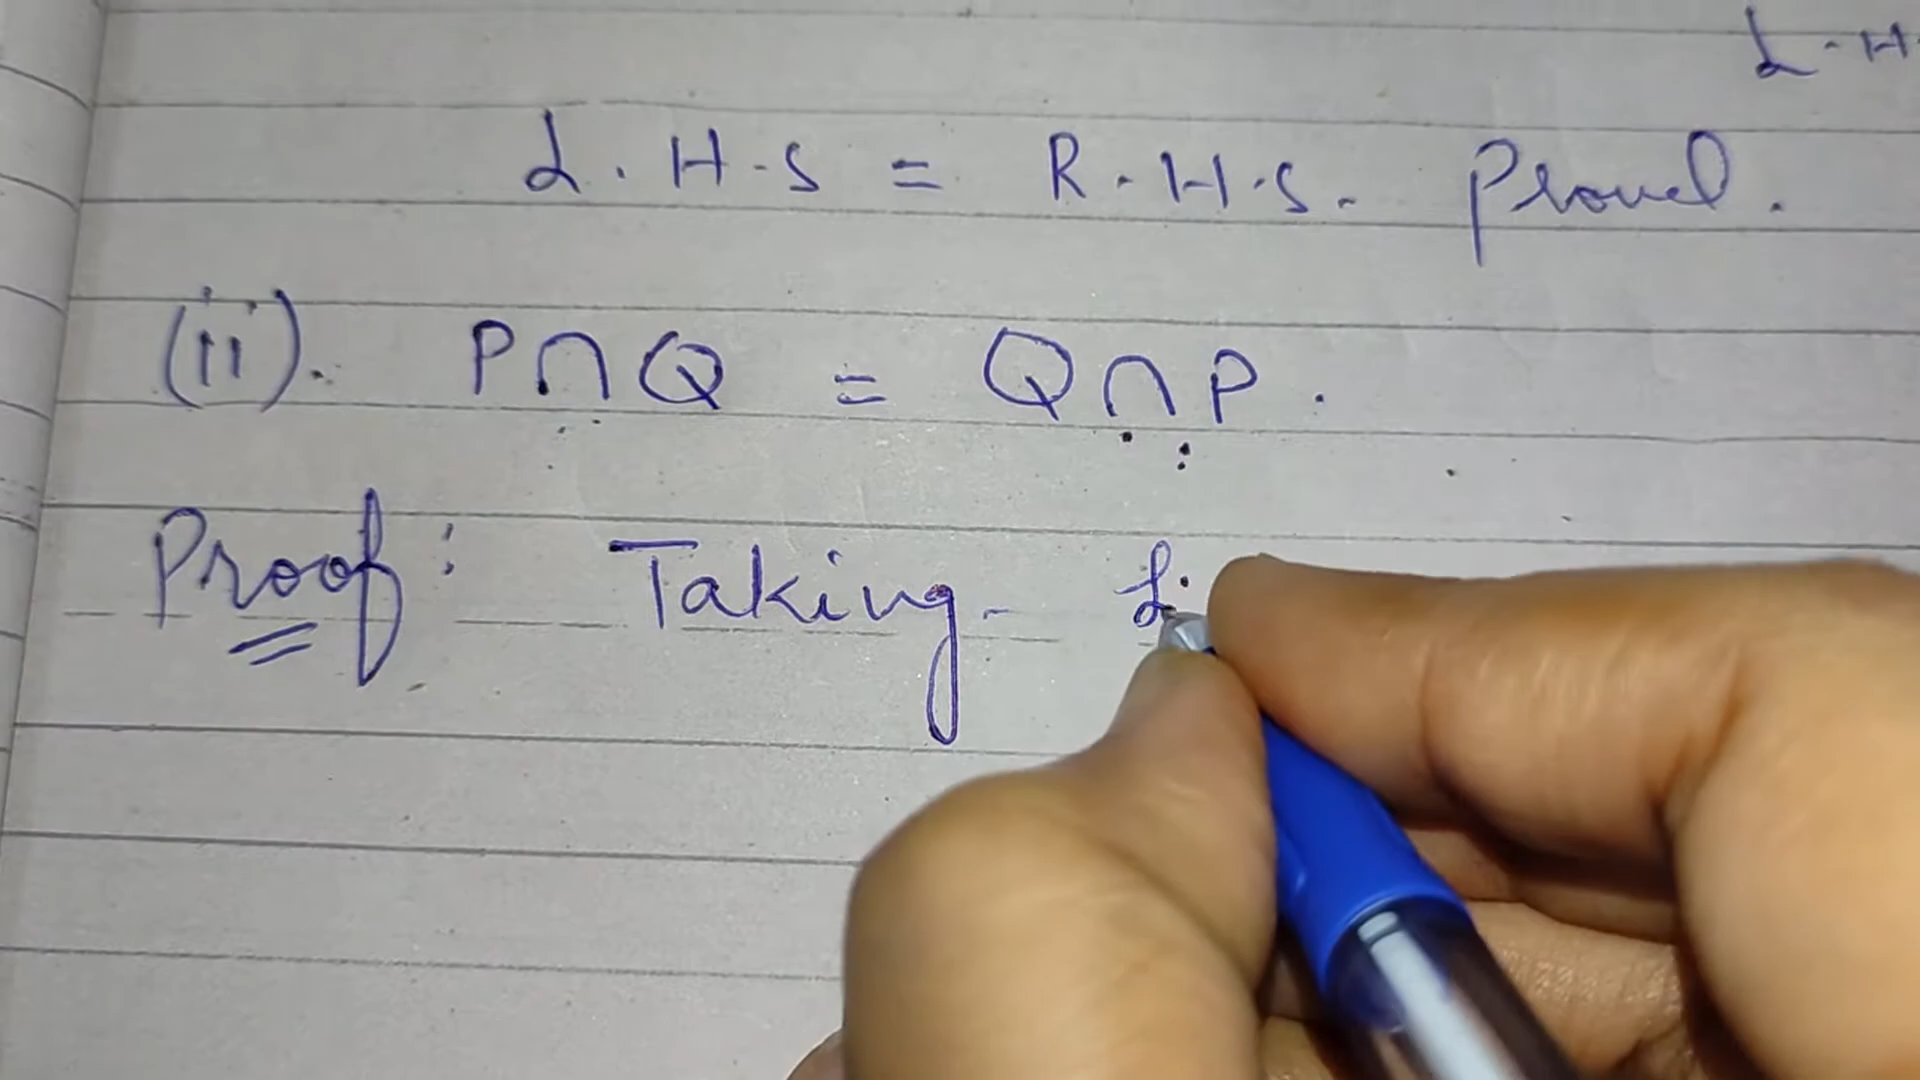 L.H.
L.H.S = R.H.S. Proved.
(ii). P∩Q = Q∩P.
Proof: Taking L